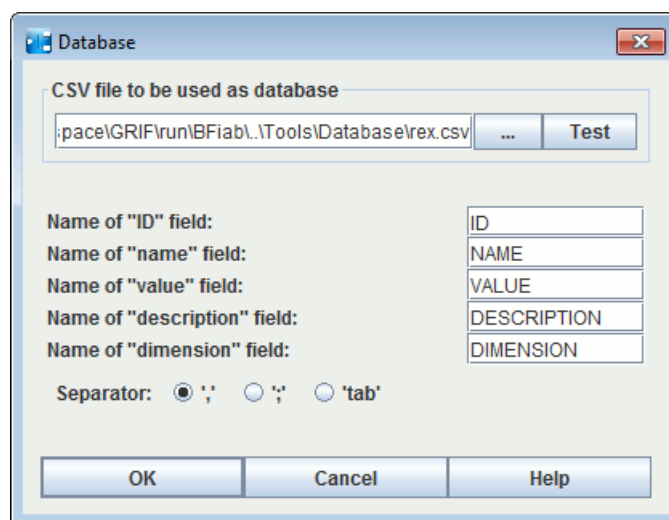 Database
CSV file to be used as database
space\GRIF\run\BFiab\..\Tools\Database\rex.csv ... Test
Name of "ID" field: ID
Name of "name" field: NAME
Name of "value" field: VALUE
Name of "description" field: DESCRIPTION
Name of "dimension" field: DIMENSION
Separator: ',' ';' 'tab'
OK Cancel Help